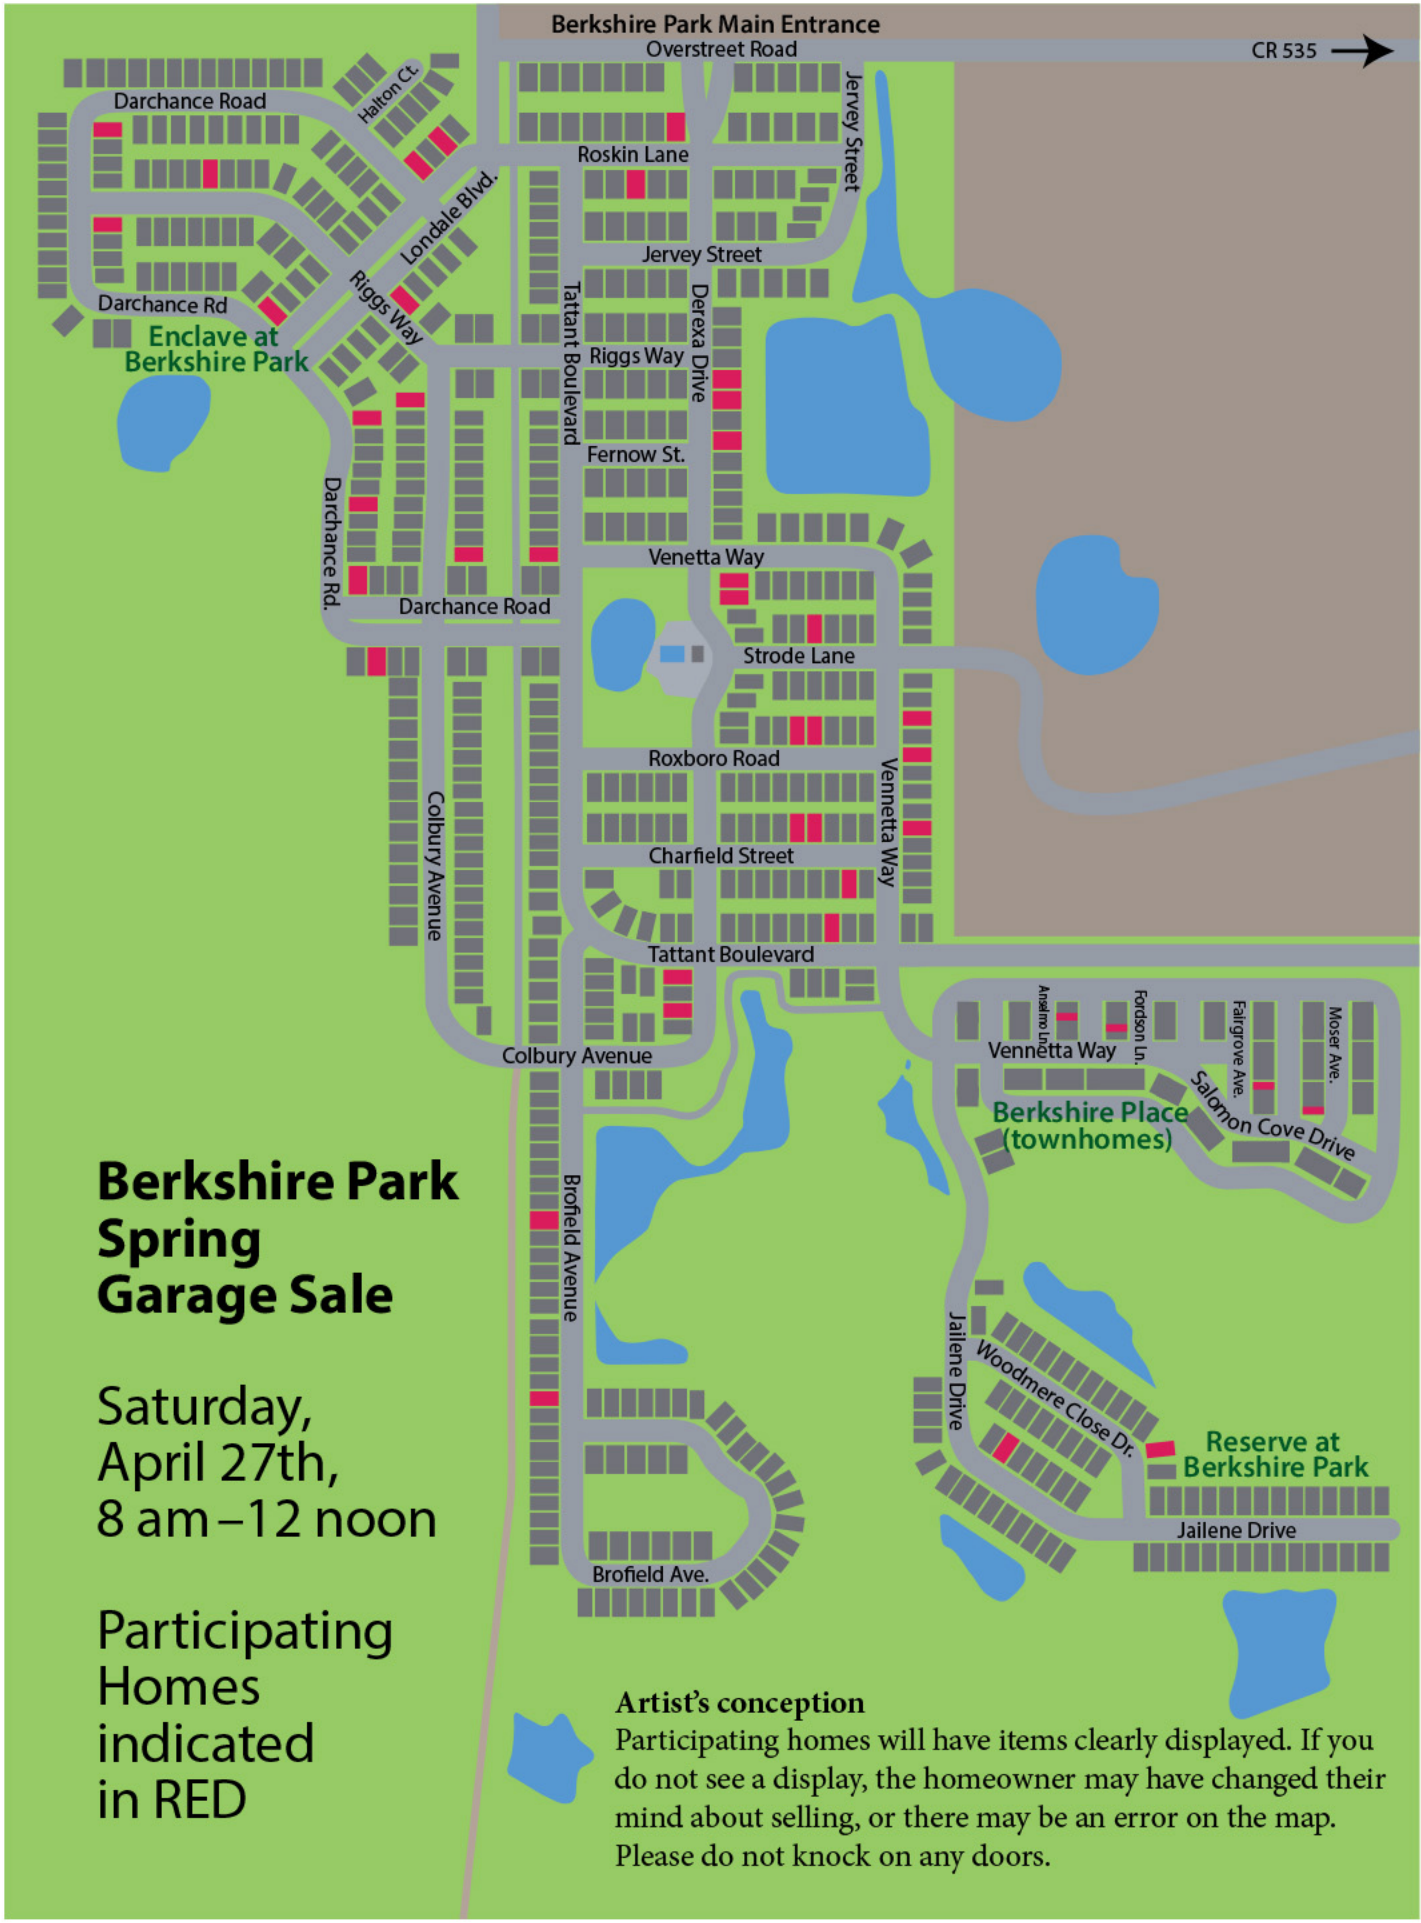 Berkshire Park Main Entrance
Overstreet Road
CR 535
Halton Ct.
Darchance Road
Jervey Street
Roskin Lane
Londale Blvd.
Jervey Street
Riggs Way
Tattant Boulevard
Derexa Drive
Darchance Rd
Enclave at
Berkshire Park
Riggs Way
Fernow St.
Darchance Rd.
Venetta Way
Darchance Road
Strode Lane
Roxboro Road
Vennetta Way
Colbury Avenue
Charfield Street
Tattant Boulevard
Anselmo Ln.
Fordson Ln.
Fairgrove Ave.
Moser Ave.
Colbury Avenue
Vennetta Way
Salomon Cove Drive
Berkshire Place
(townhomes)
Brofield Avenue
Berkshire Park
Spring
Garage Sale
Jailene Drive
Woodmere Close Dr.
Saturday,
April 27th,
8 am –12 noon
Reserve at
Berkshire Park
Jailene Drive
Brofield Ave.
Participating
Homes
indicated
in RED
Artist's conception
Participating homes will have items clearly displayed. If you
do not see a display, the homeowner may have changed their
mind about selling, or there may be an error on the map.
Please do not knock on any doors.